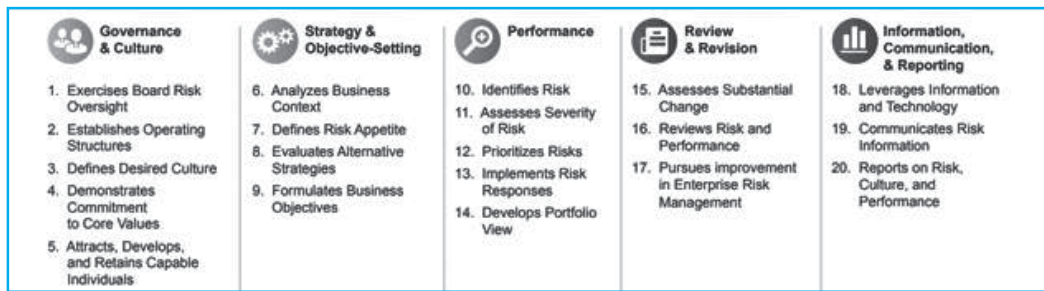 Governance
& Culture
1. Exercises Board Risk
Oversight
2. Establishes Operating
Structures
3. Defines Desired Culture
4. Demonstrates
Commitment
to Core Values
5. Attracts, Develops,
and Retains Capable
Individuals
Strategy &
Objective-Setting
6. Analyzes Business
Context
7. Defines Risk Appetite
8. Evaluates Alternative
Strategies
9. Formulates Business
Objectives
Performance
10. Identifies Risk
11. Assesses Severity
of Risk
12. Prioritizes Risks
13. Implements Risk
Responses
14. Develops Portfolio
View
Review
& Revision
15. Assesses Substantial
Change
16. Reviews Risk and
Performance
17. Pursues improvement
in Enterprise Risk
Management
Information,
Communication,
& Reporting
18. Leverages Information
and Technology
19. Communicates Risk
Information
20. Reports on Risk,
Culture, and
Performance